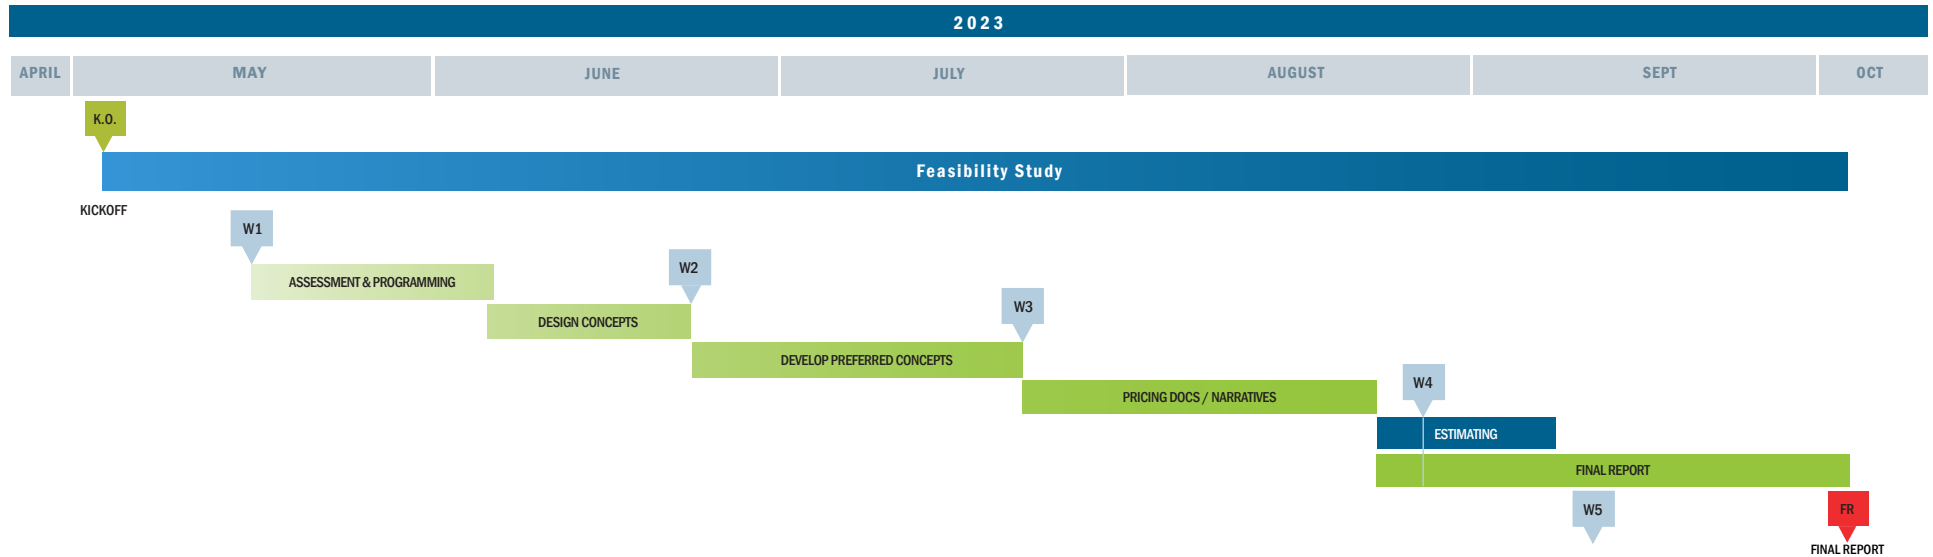 2023
APRIL
MAY
JUNE
JULY
AUGUST
SEPT
OCT
K.O.
Feasibility Study
KICKOFF
W1
ASSESSMENT & PROGRAMMING
W2
DESIGN CONCEPTS
W3
DEVELOP PREFERRED CONCEPTS
W4
PRICING DOCS / NARRATIVES
ESTIMATING
FINAL REPORT
W5
FR
FINAL REPORT